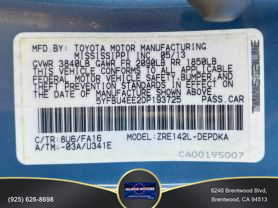 MFD. BY: TOYOTA MOTOR MANUFACTURING
MISSISSIPPI INC 05/13
GVWR 3840LB GAWR FR 2090LB RR 1850LB
THIS VEHICLE CONFORMS TO ALL APPLICABLE
FEDERAL MOTOR VEHICLE SAFETY,BUMPER,AND
THEFT PREVENTION STANDARDS IN EFFECT ON
THE DATE OF MANUFACTURE SHOWN ABOVE.
5YFBU4EE2DP193725 PASS.CAR
C/TR: 8U6/FA16 MODEL: ZRE142L-DEPDKA
A/TM: -03A/U341E
CA00195007
(925) 626-8698
6240 Brentwood Blvd,
Brentwood, CA 94513